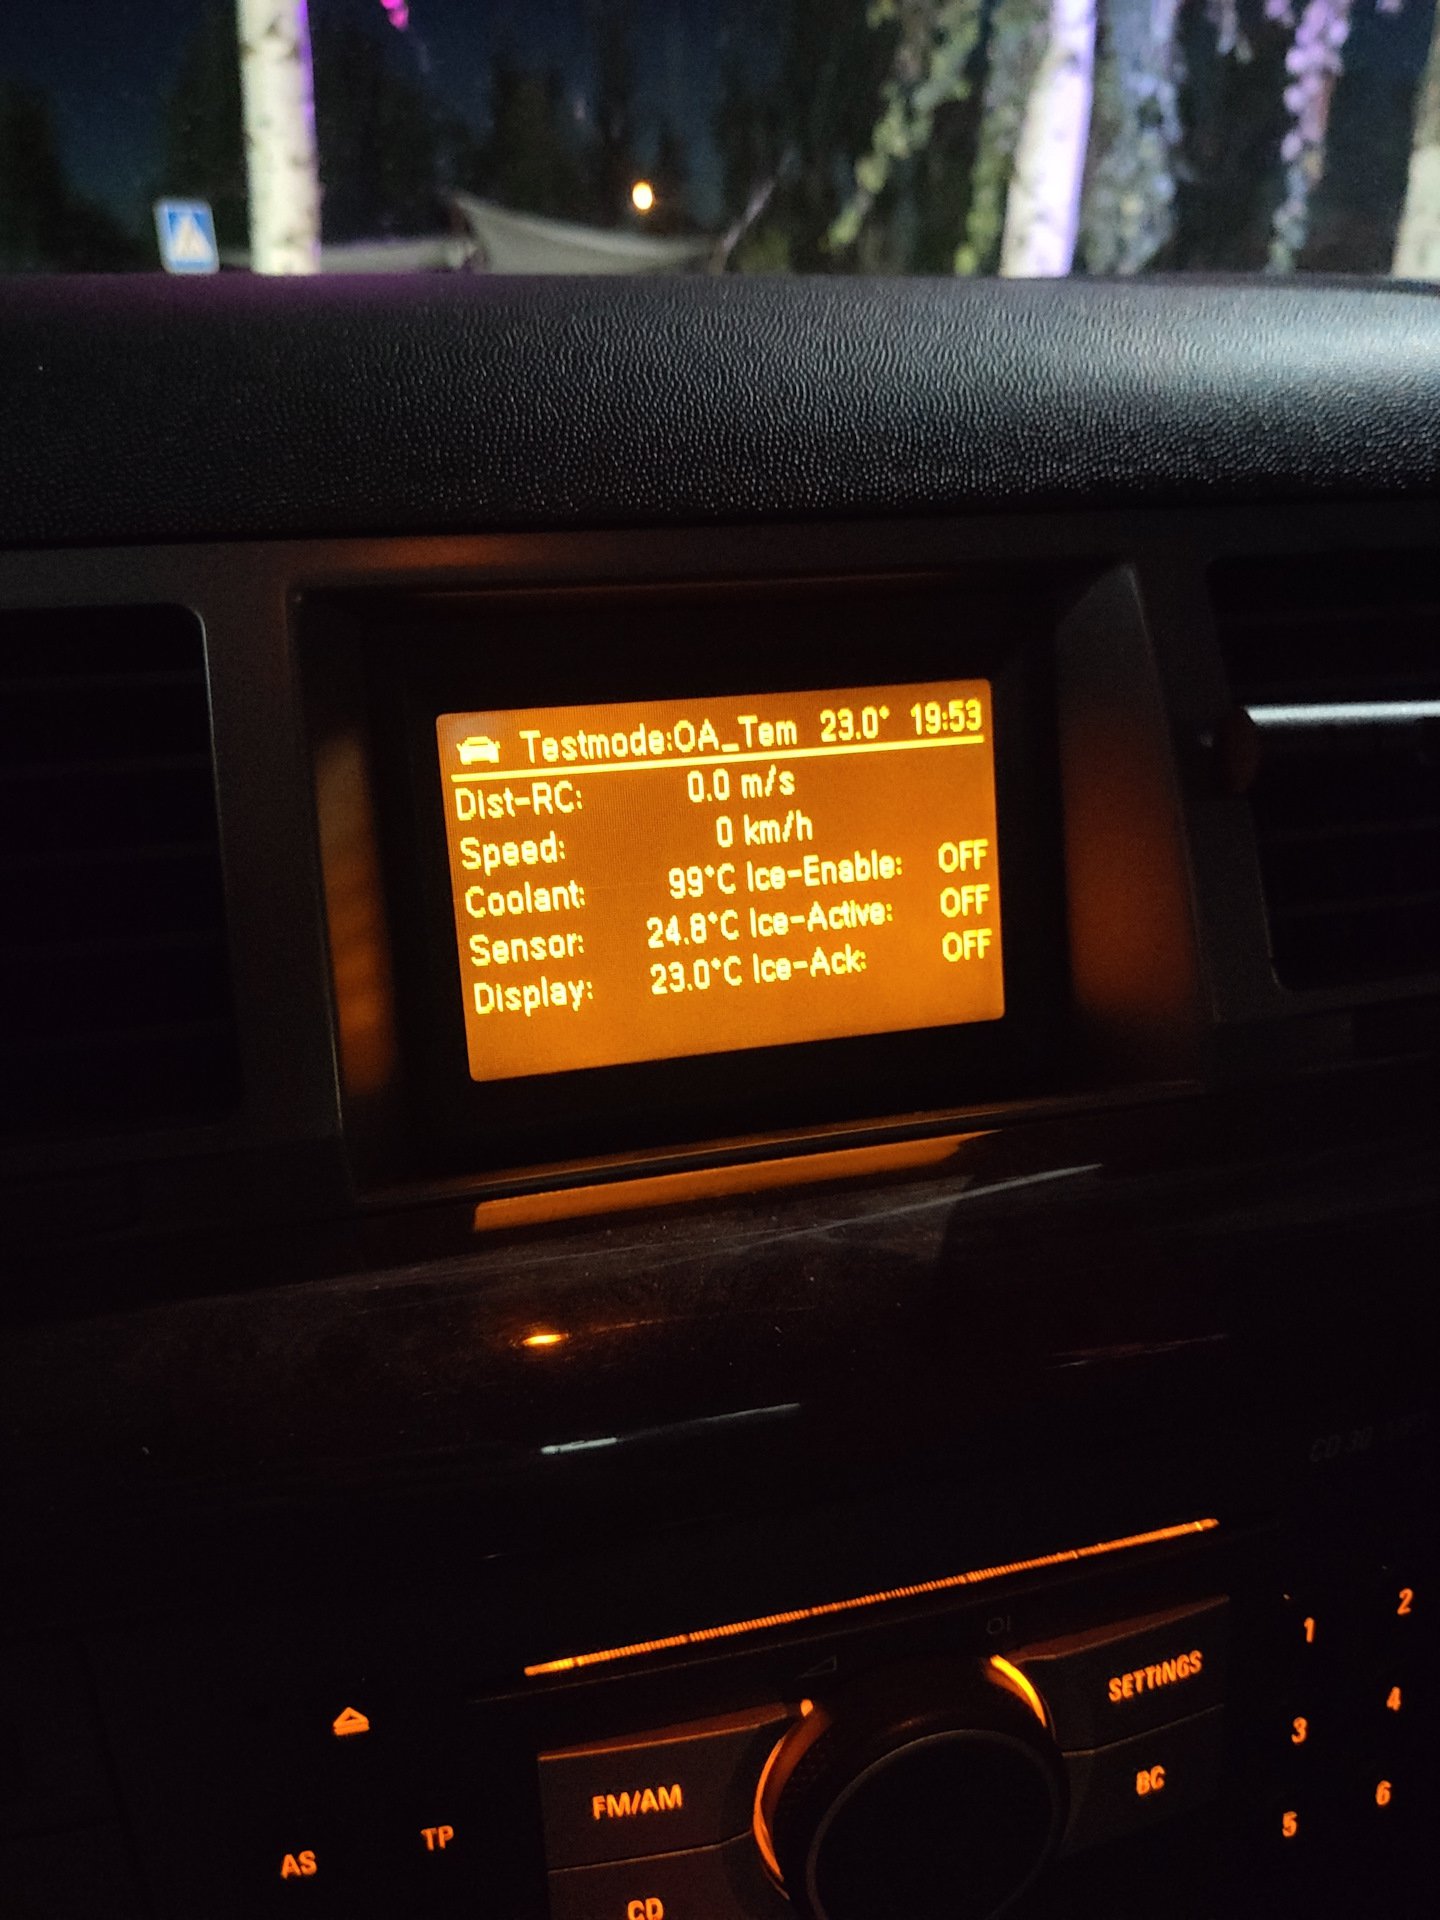 Testmode:OA_Tem 23.0° 19:53
Dist-RC: 0.0 m/s
Speed: 0 km/h
Coolant: 99°C Ice-Enable: OFF
Sensor: 24.8°C Ice-Active: OFF
Display: 23.0°C Ice-Ack: OFF
CD 30
SETTINGS
1 2
FM/AM
BC
3 4
AS TP
CD
5 6